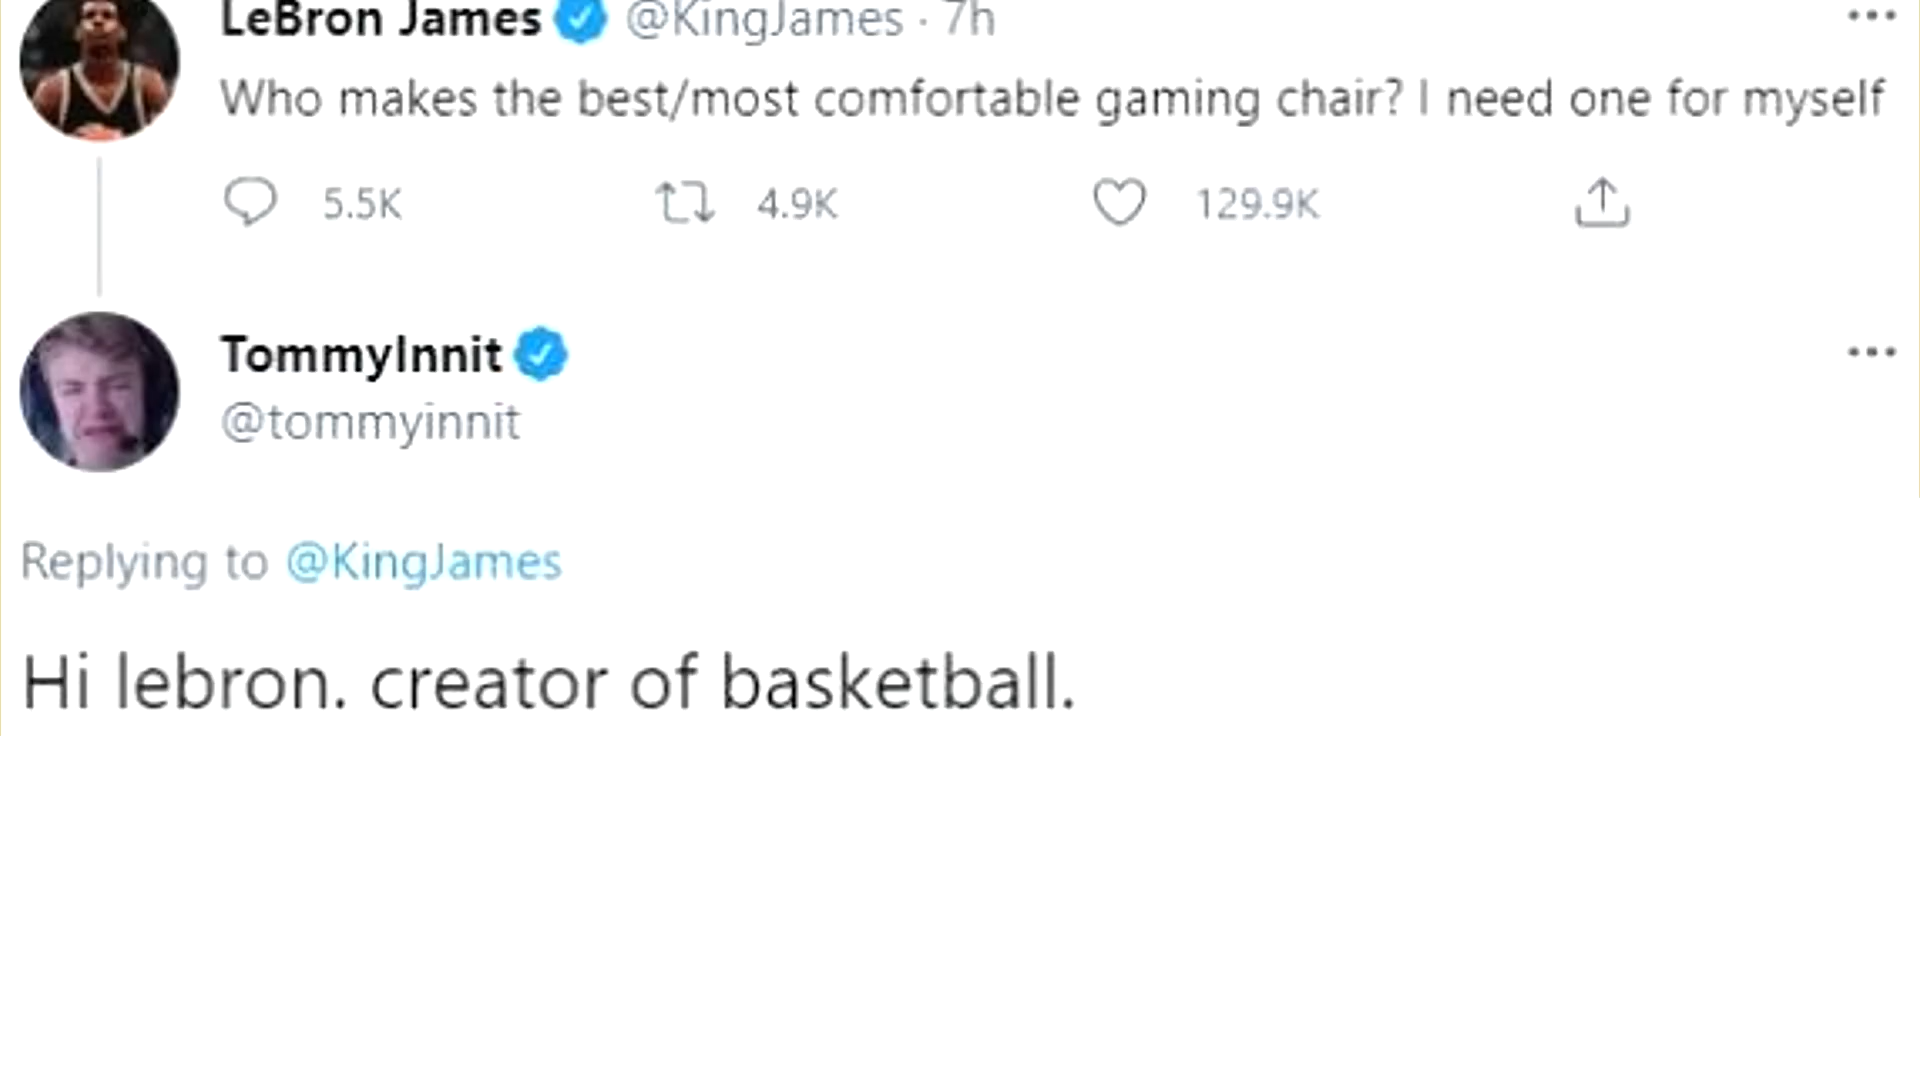 LeBron James @KingJames · 7h
Who makes the best/most comfortable gaming chair? I need one for myself
5.5K 4.9K 129.9K
TommyInnit
@tommyinnit
Replying to @KingJames
Hi lebron. creator of basketball.